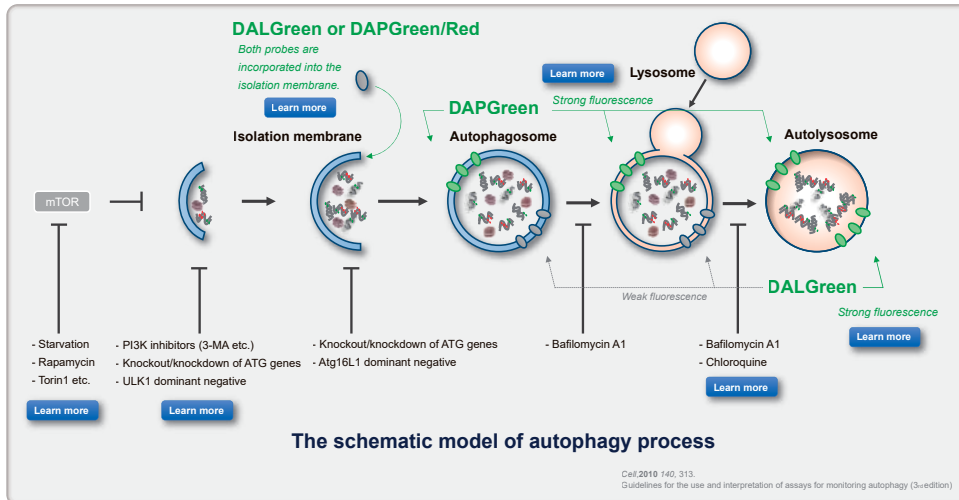 DALGreen or DAPGreen/Red
Both probes are
incorporated into the
isolation membrane.
Learn more
Isolation membrane
DAPGreen
Strong fluorescence
Learn more
Lysosome
Autophagosome
Autolysosome
mTOR
Weak fluorescence
DALGreen
Strong fluorescence
Learn more
- Starvation
- Rapamycin
- Torin1 etc.
Learn more
- PI3K inhibitors (3-MA etc.)
- Knockout/knockdown of ATG genes
- ULK1 dominant negative
Learn more
- Knockout/knockdown of ATG genes
- Atg16L1 dominant negative
- Bafilomycin A1
- Bafilomycin A1
- Chloroquine
Learn more
The schematic model of autophagy process
Cell,2010 140, 313.
Guidelines for the use and interpretation of assays for monitoring autophagy (3rd edition)